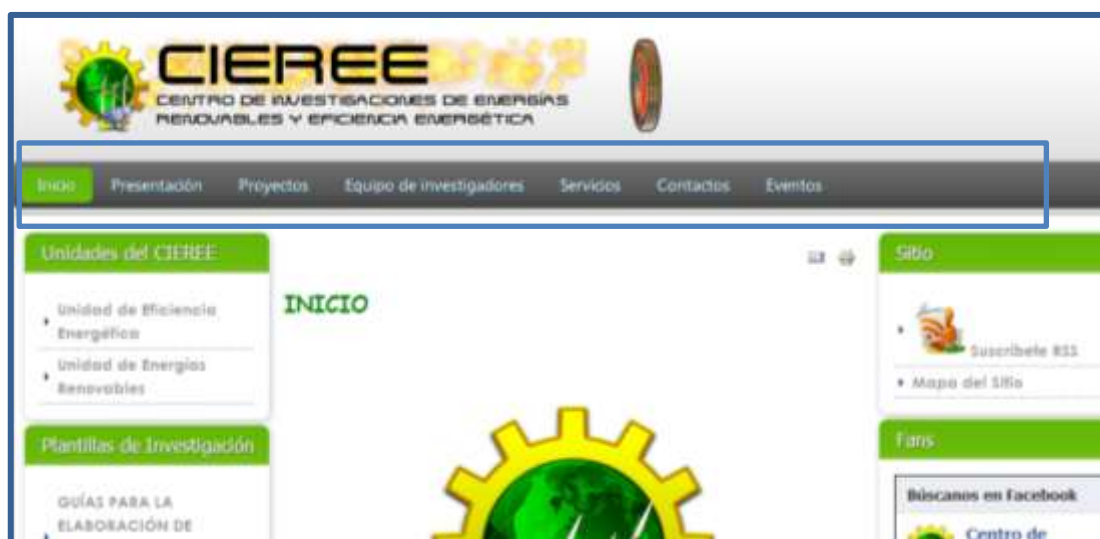 CIEREE
CENTRO DE INVESTIGACIONES DE ENERGÍAS
RENOVABLES Y EFICIENCIA ENERGÉTICA
Inicio Presentación Proyectos Equipo de investigadores Servicios Contactos Eventos
Unidades del CIEREE
Unidad de Eficiencia
Energética
Unidad de Energías
Renovables
Plantillas de Investigación
GUÍAS PARA LA
ELABORACIÓN DE
INICIO
Sitio
Suscribete RSS
Mapa del Sitio
Fans
Búscanos en Facebook
Centro de